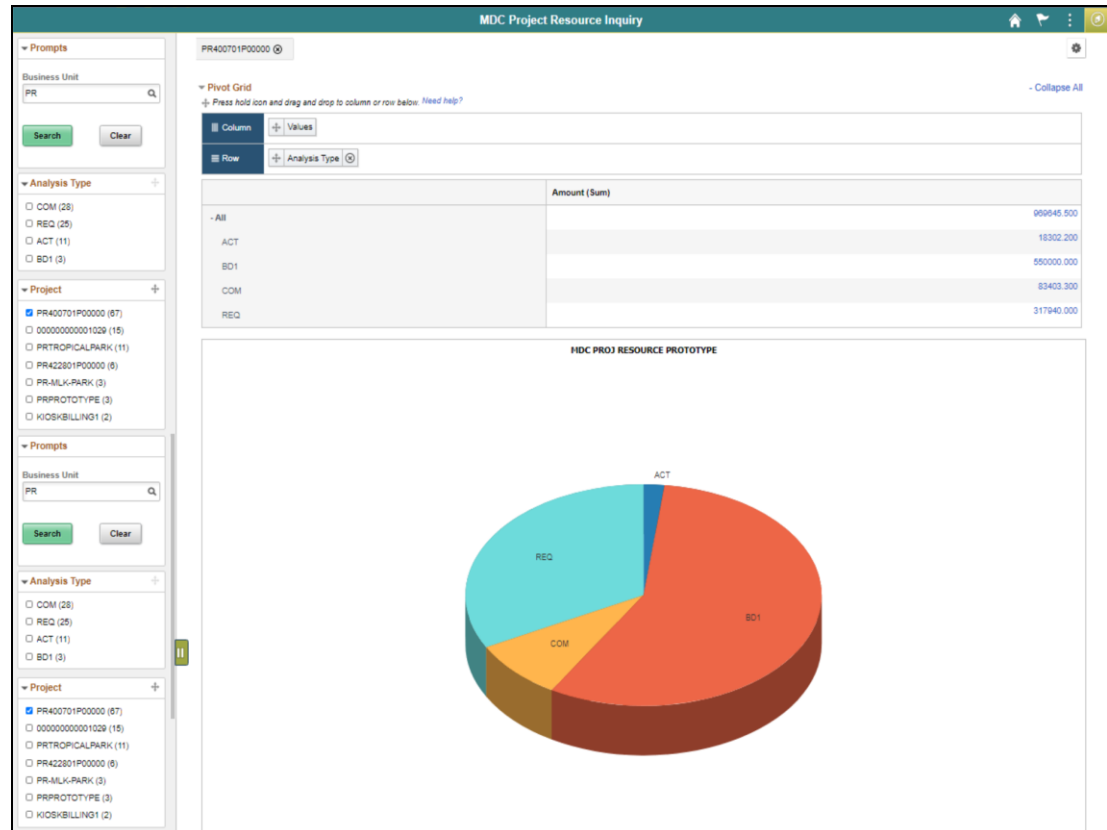 MDC Project Resource Inquiry
Prompts
Business Unit
PR
Search Clear
Analysis Type
COM (28)
REQ (25)
ACT (11)
BD1 (3)
Project
PR400701P00000 (67)
000000000001029 (15)
PRTROPICALPARK (11)
PR422801P00000 (6)
PR-MLK-PARK (3)
PRPROTOTYPE (3)
KIOSKBILLING1 (2)
Prompts
Business Unit
PR
Search Clear
Analysis Type
COM (28)
REQ (25)
ACT (11)
BD1 (3)
Project
PR400701P00000 (67)
000000000001029 (15)
PRTROPICALPARK (11)
PR422801P00000 (6)
PR-MLK-PARK (3)
PRPROTOTYPE (3)
KIOSKBILLING1 (2)
PR400701P00000
Pivot Grid - Collapse All
Press hold icon and drag and drop to column or row below. Need help?
Column Values
Row Analysis Type
Amount (Sum)
- All 969645.500
ACT 18302.200
BD1 550000.000
COM 83403.300
REQ 317940.000
MDC PROJ RESOURCE PROTOTYPE
ACT
REQ
BD1
COM